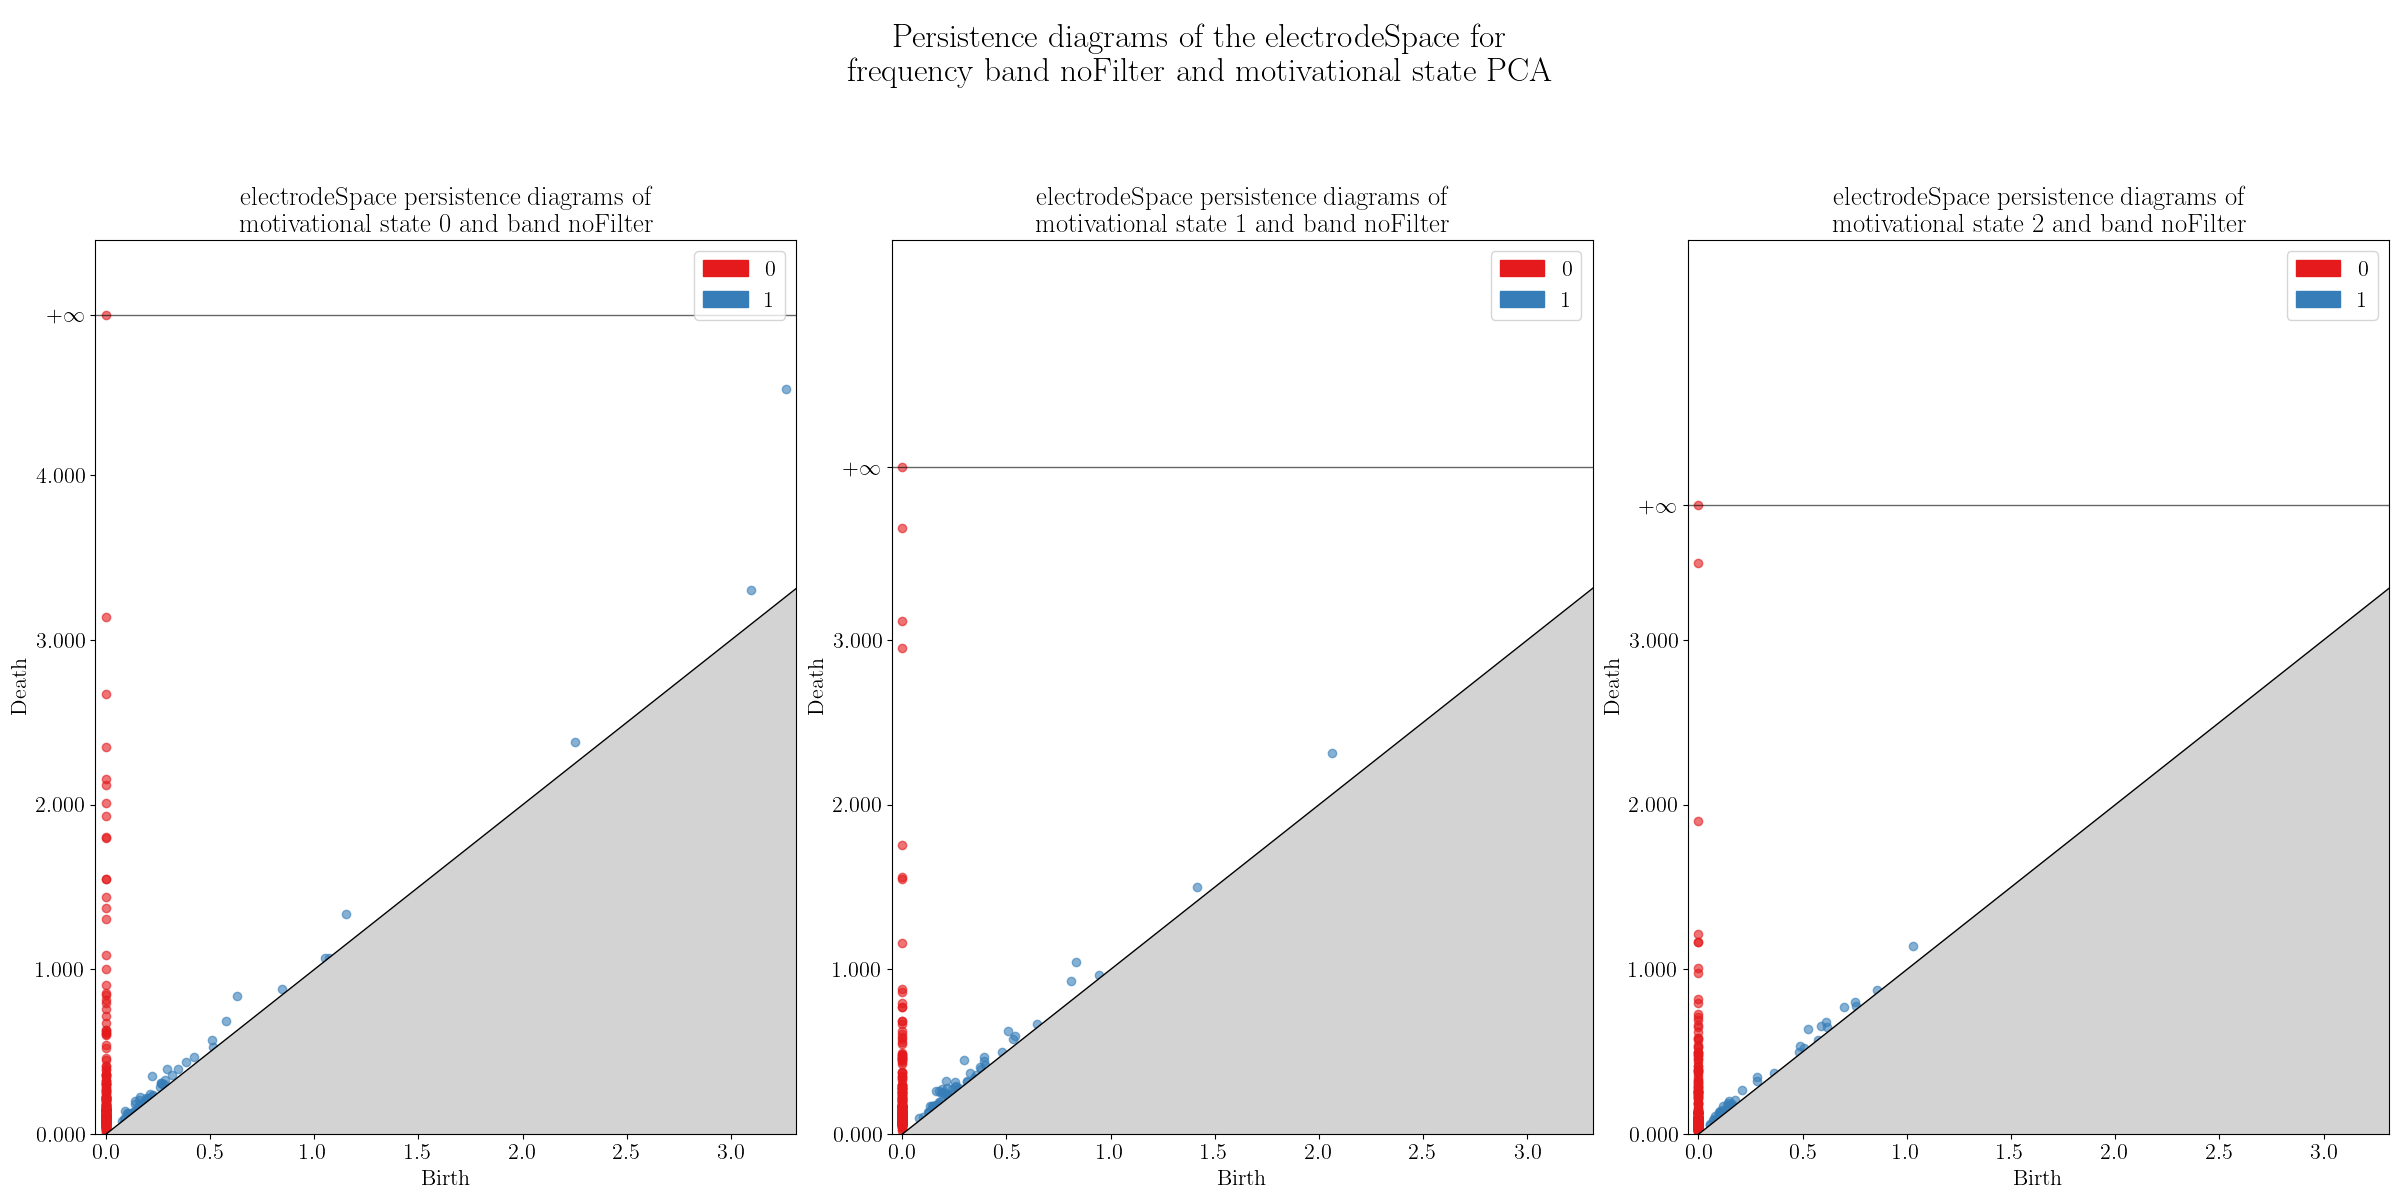 Persistence diagrams of the electrodeSpace for
frequency band noFilter and motivational state PCA
electrodeSpace persistence diagrams of
motivational state 0 and band noFilter
0
1
+∞
4.000
3.000
2.000
1.000
0.000
Death
0.0 0.5 1.0 1.5 2.0 2.5 3.0
Birth
electrodeSpace persistence diagrams of
motivational state 1 and band noFilter
0
1
+∞
3.000
2.000
1.000
0.000
Death
0.0 0.5 1.0 1.5 2.0 2.5 3.0
Birth
electrodeSpace persistence diagrams of
motivational state 2 and band noFilter
0
1
+∞
3.000
2.000
1.000
0.000
Death
0.0 0.5 1.0 1.5 2.0 2.5 3.0
Birth